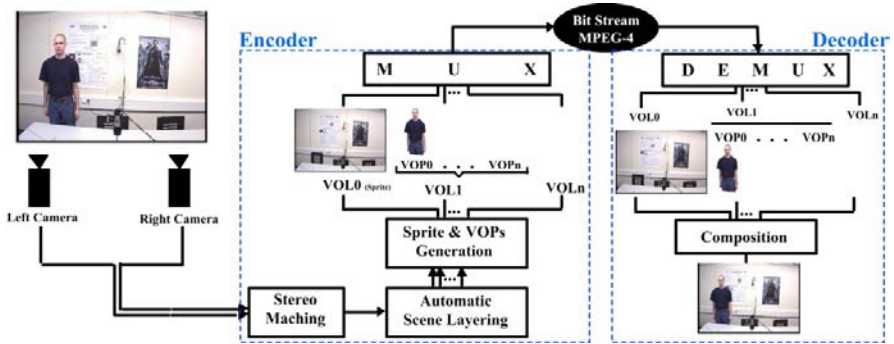 Bit Stream
MPEG-4
Encoder
Decoder
M U X
D E M U X
...
...
VOL0
VOL1
VOLn
VOP0 . . . VOPn
VOP0 . . . VOPn
VOL0 (Sprite)
VOL1
VOLn
Left Camera
Right Camera
...
...
Sprite & VOPs
Generation
Composition
...
Stereo
Maching
Automatic
Scene Layering